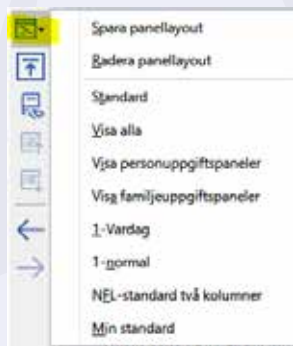 Spara panellayout
Radera panellayout
Standard
Visa alla
Visa personuppgiftspaneler
Visa familjeuppgiftspaneler
1-Vardag
1-normal
NFL-standard två kolumner
Min standard